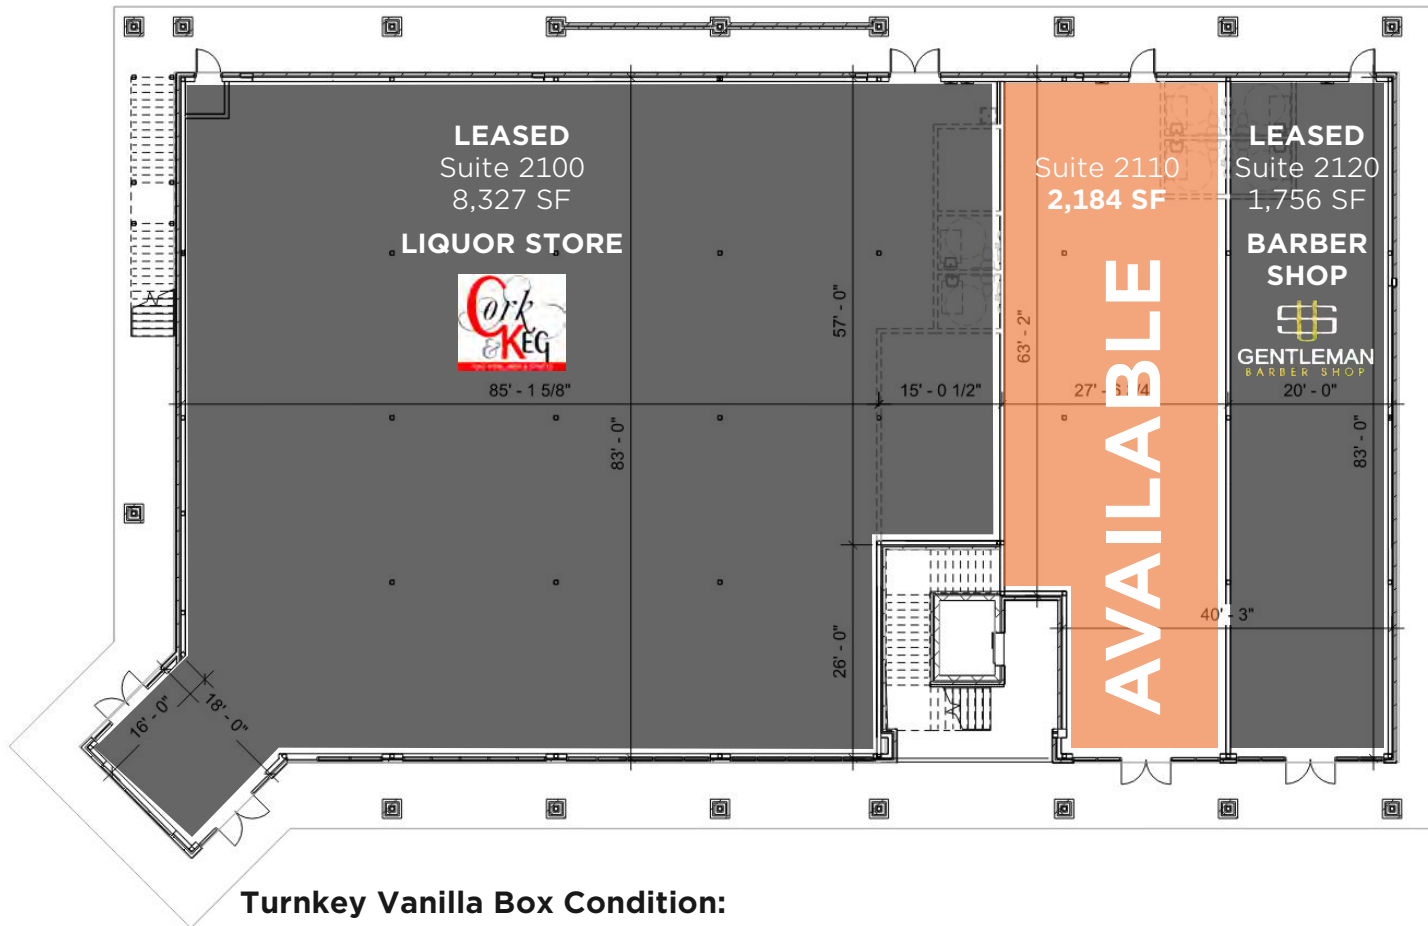 LEASED
Suite 2100
8,327 SF
LIQUOR STORE
Cork
& KEG
Suite 2110
2,184 SF
AVAILABLE
LEASED
Suite 2120
1,756 SF
BARBER
SHOP
GENTLEMAN
BARBER SHOP
57' - 0"
63' - 2"
85' - 1 5/8"
15' - 0 1/2"
20' - 0"
83' - 0"
83' - 0"
40' - 3"
26' - 0"
16' - 0"
18' - 0"
Turnkey Vanilla Box Condition: